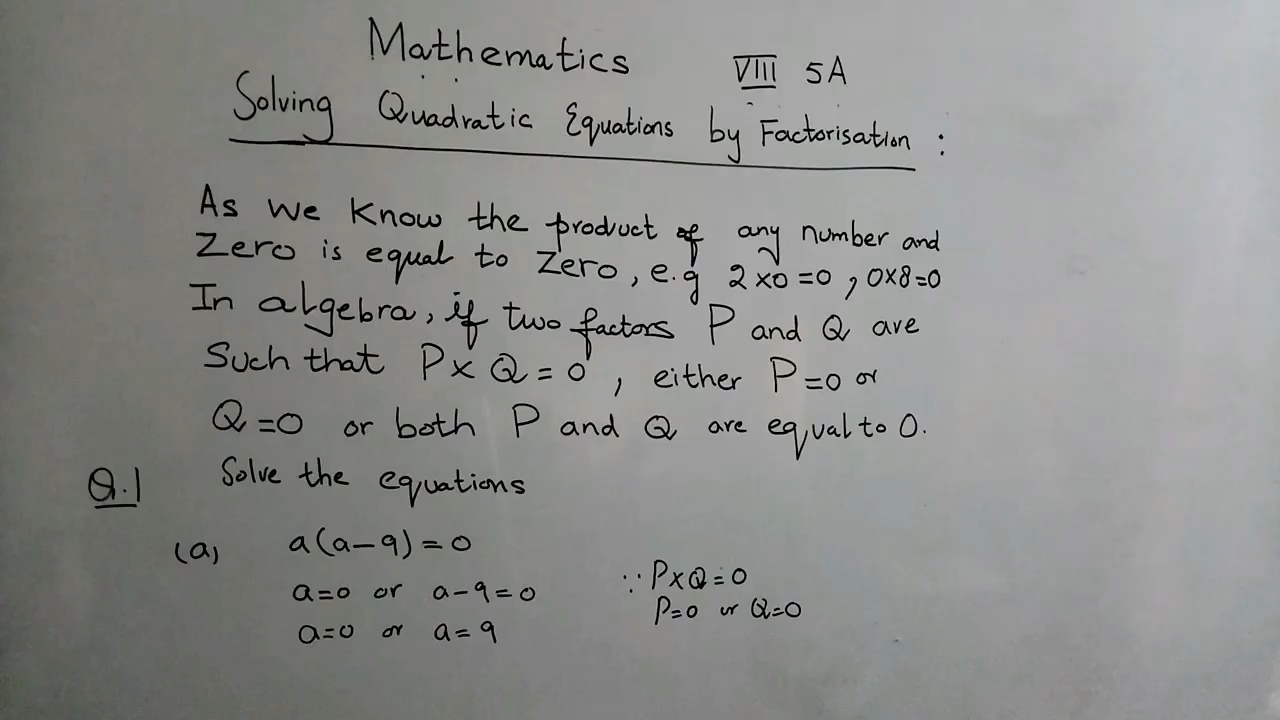 Mathematics VIII 5A
Solving Quadratic Equations by Factorisation :
As we know the product of any number and
Zero is equal to Zero, e.g 2×0=0, 0×8=0
In algebra, if two factors P and Q are
Such that P× Q=0, either P=0 or
Q=0 or both P and Q are equal to 0.
Q.1 Solve the equations
(a) a(a-9)=0
a=0 or a-9=0 ∵ P×Q=0
P=0 or Q=0
a=0 or a=9